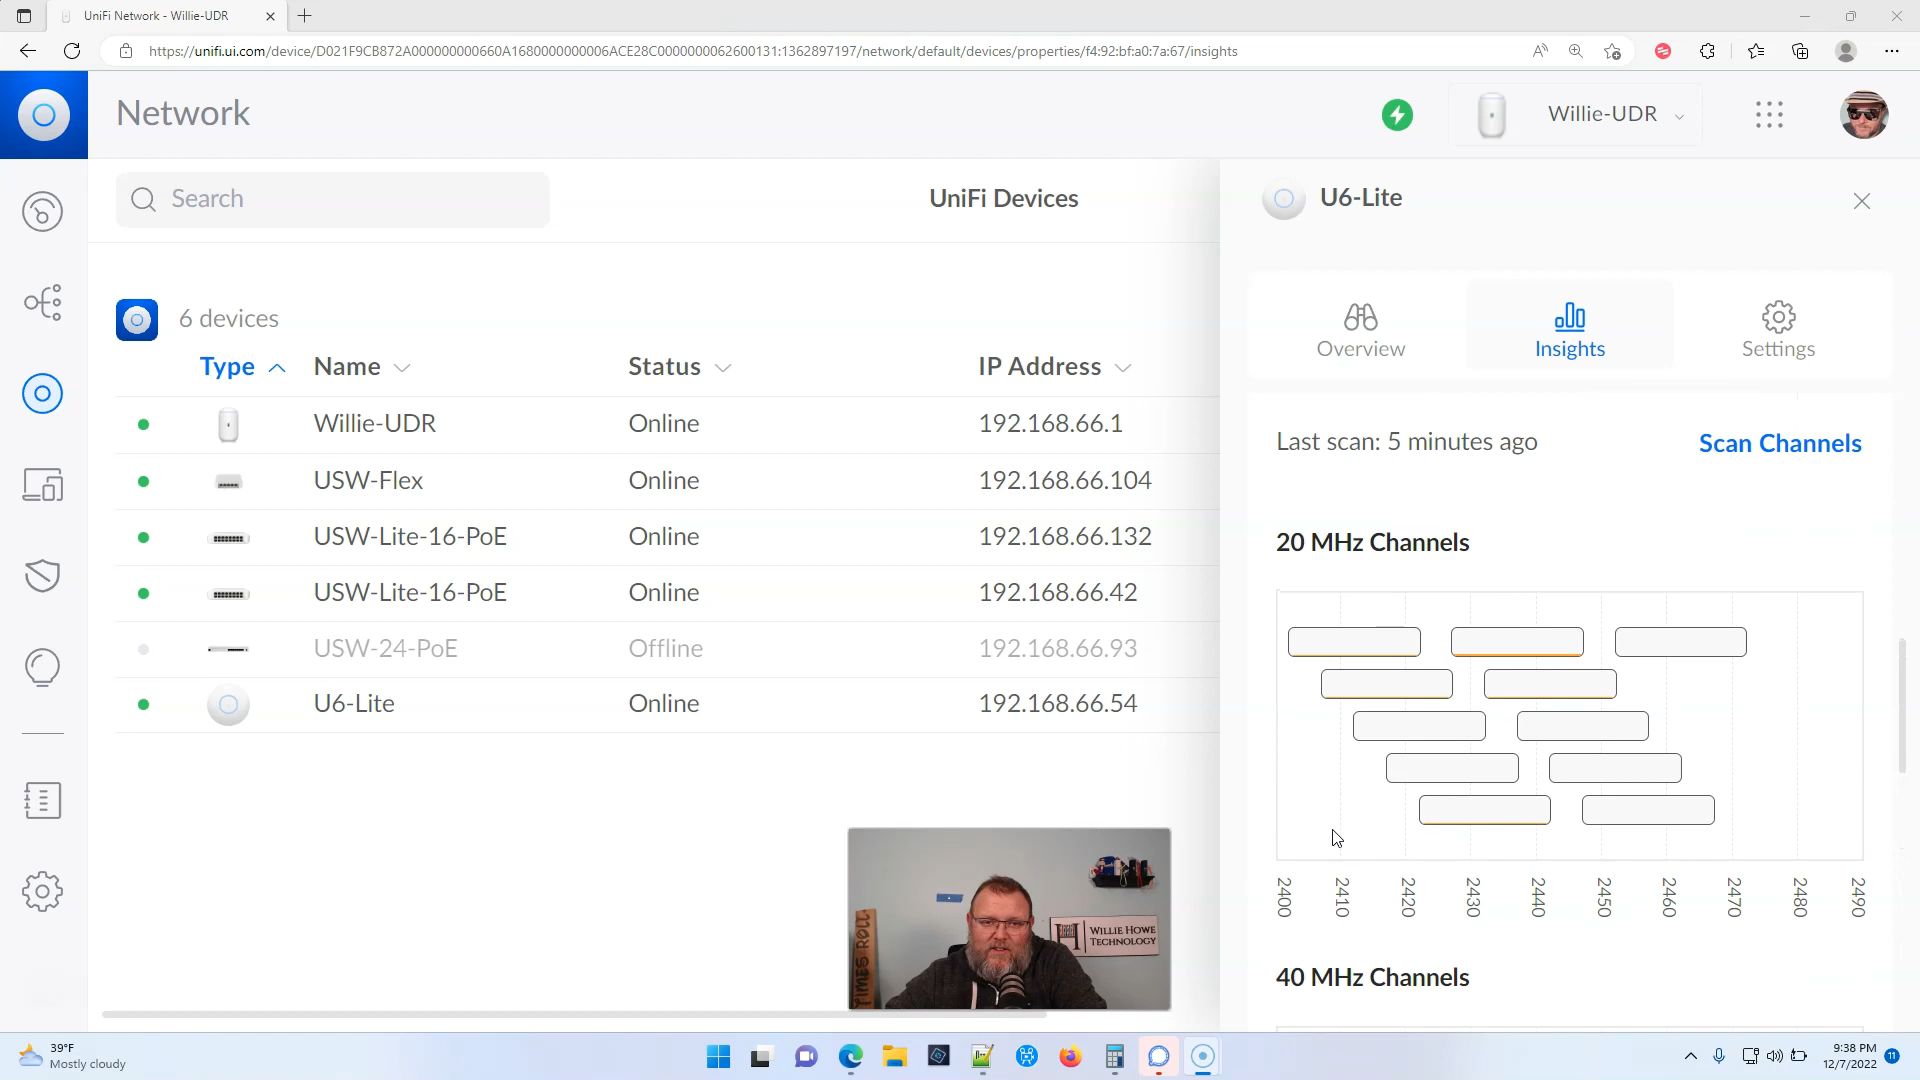 UniFi Network - Willie-UDR
https://unifi.ui.com/device/D021F9CB872A000000000660A1680000000006ACE28C0000000062600131:1362897197/network/default/devices/properties/f4:92:bf:a0:7a:67/insights
Network
Willie-UDR
Search
UniFi Devices
U6-Lite
Overview
Insights
Settings
6 devices
Type
Name
Status
IP Address
Willie-UDR
Online
192.168.66.1
USW-Flex
Online
192.168.66.104
USW-Lite-16-PoE
Online
192.168.66.132
USW-Lite-16-PoE
Online
192.168.66.42
USW-24-PoE
Offline
192.168.66.93
U6-Lite
Online
192.168.66.54
Last scan: 5 minutes ago
Scan Channels
20 MHz Channels
2400
2410
2420
2430
2440
2450
2460
2470
2480
2490
40 MHz Channels
TIMES ROLL
WILLIE HOWE
TECHNOLOGY
39°F
Mostly cloudy
9:38 PM
12/7/2022
11